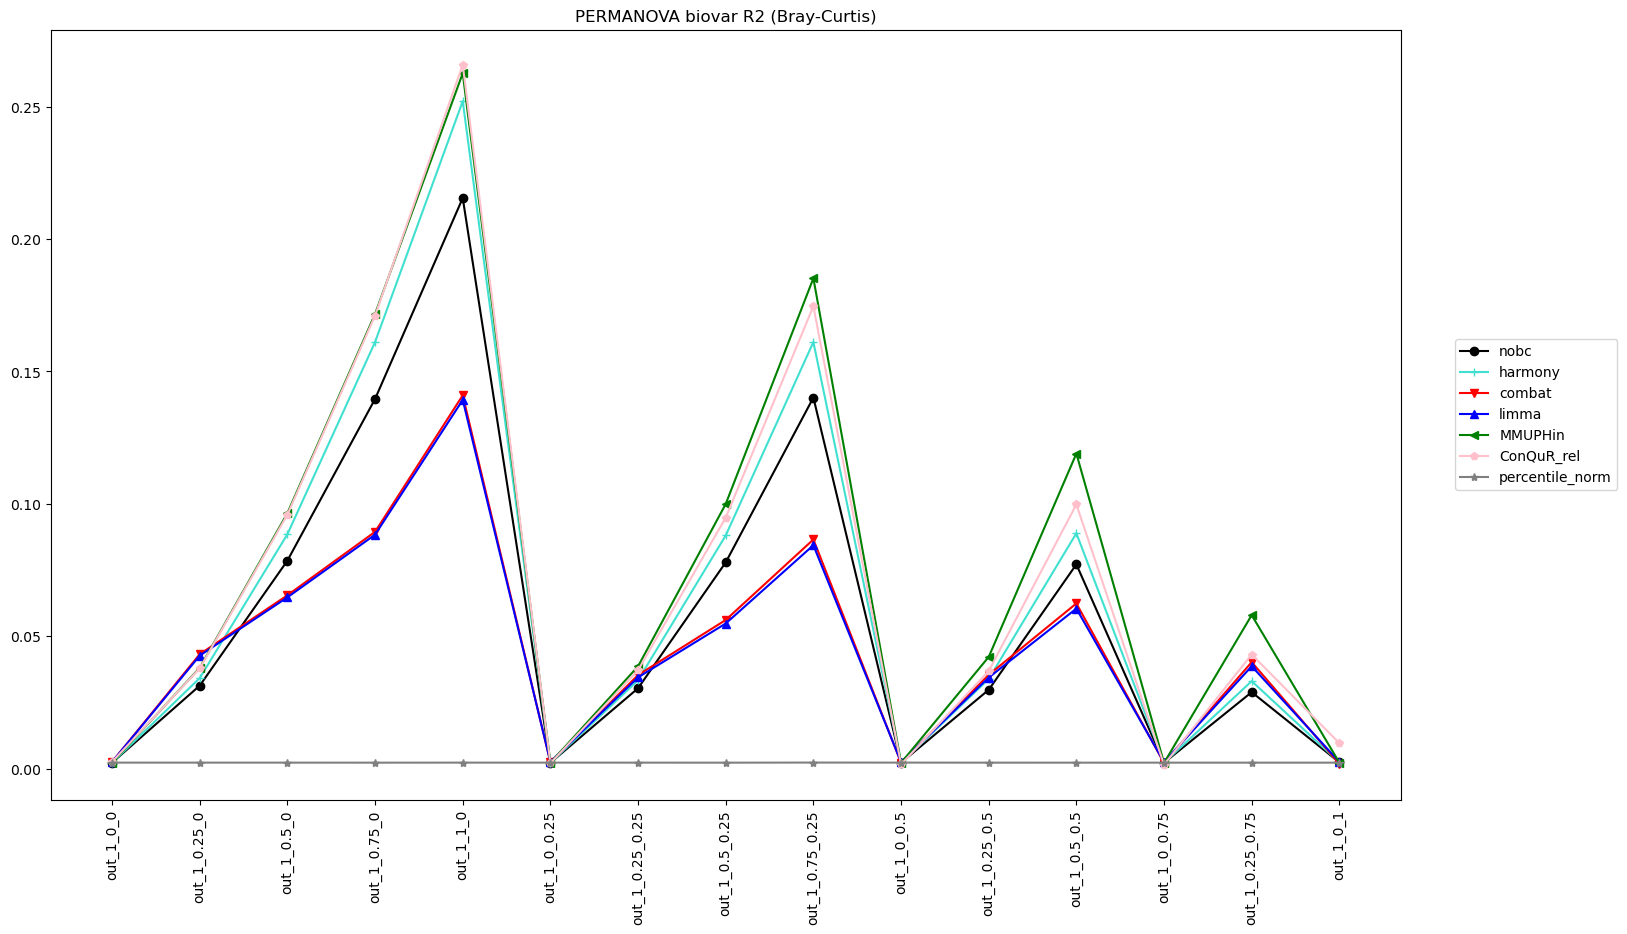 PERMANOVA biovar R2 (Bray-Curtis)
0.25
0.20
0.15
0.10
0.05
0.00
out_1_0_0
out_1_0.25_0
out_1_0.5_0
out_1_0.75_0
out_1_1_0
out_1_0_0.25
out_1_0.25_0.25
out_1_0.5_0.25
out_1_0.75_0.25
out_1_0_0.5
out_1_0.25_0.5
out_1_0.5_0.5
out_1_0_0.75
out_1_0.25_0.75
out_1_0_1
nobc
harmony
combat
limma
MMUPHin
ConQuR_rel
percentile_norm